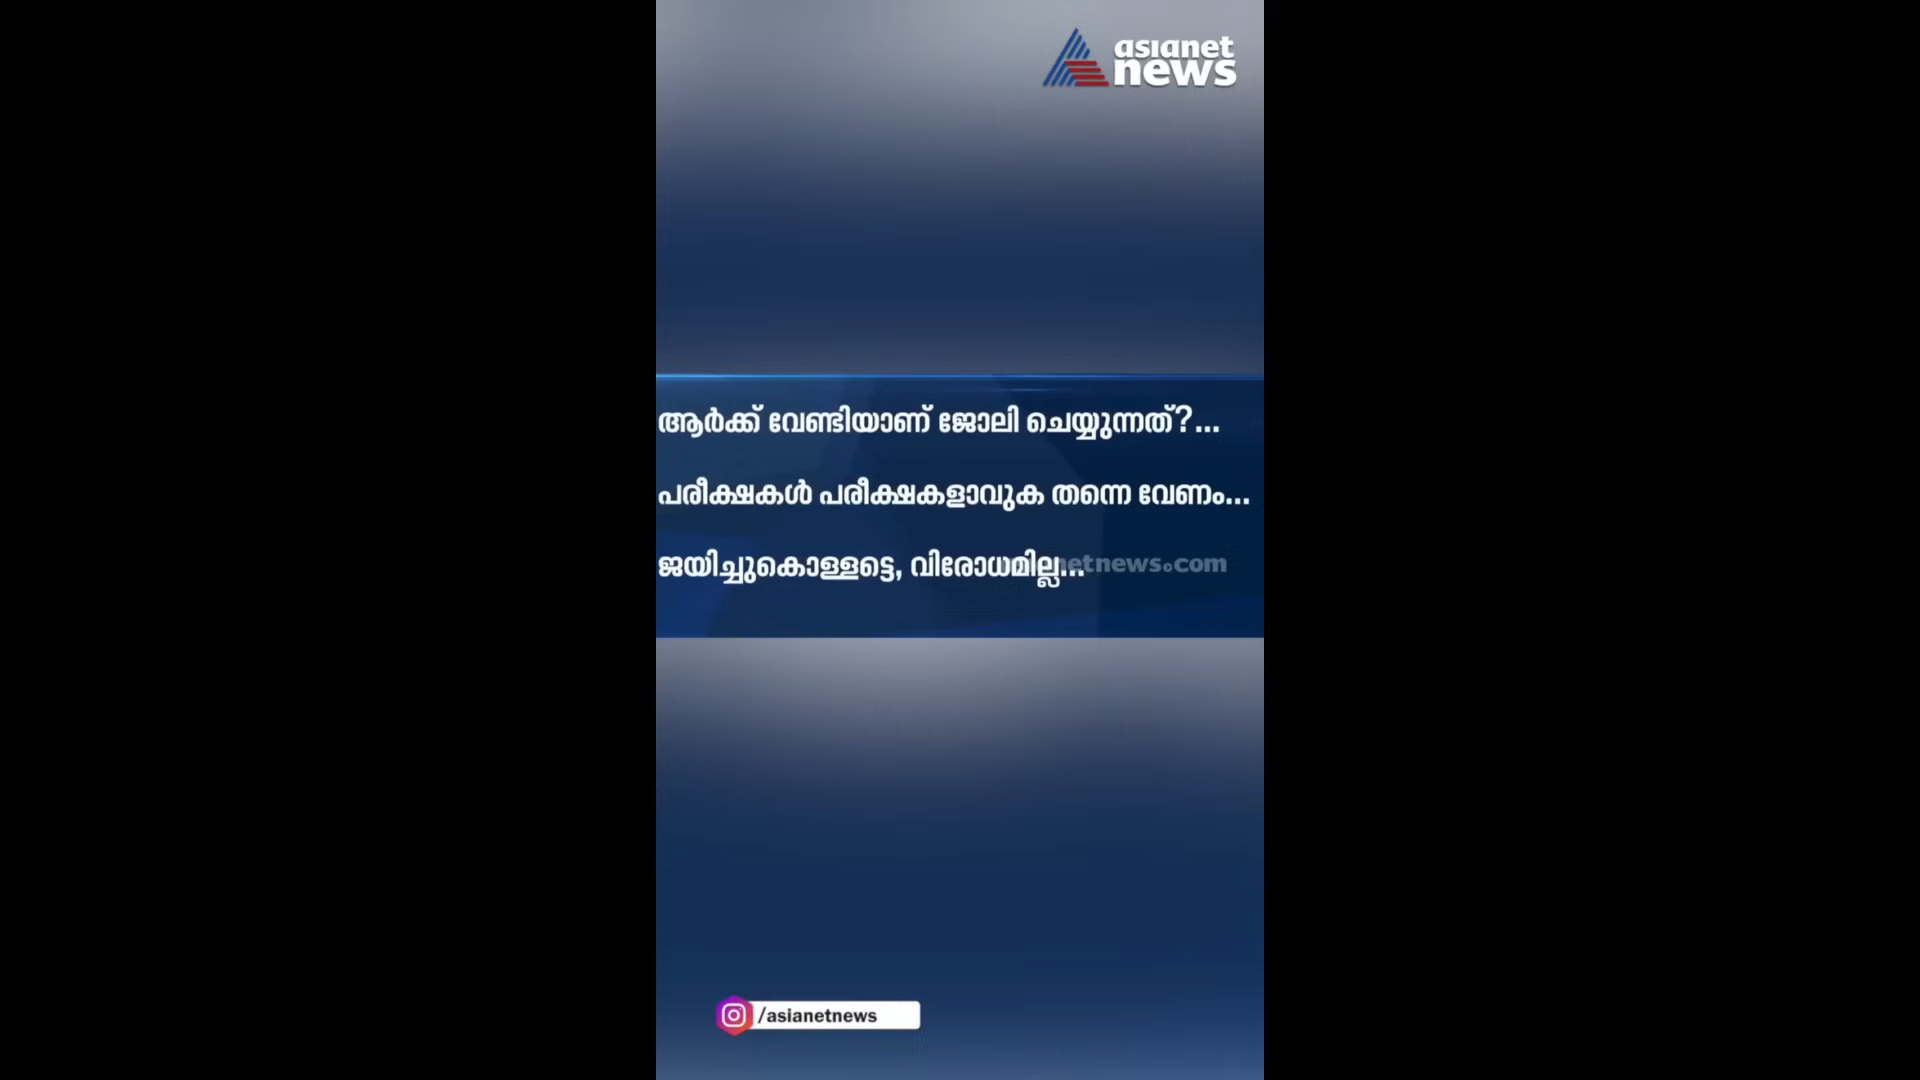 asianet
news
ആർക്ക് വേണ്ടിയാണ് ജോലി ചെയ്യുന്നത്?...
പരീക്ഷകൾ പരീക്ഷകളാവുക തന്നെ വേണം...
ജയിച്ചുകൊള്ളട്ടെ, വിരോധമില്ല...
/asianetnews